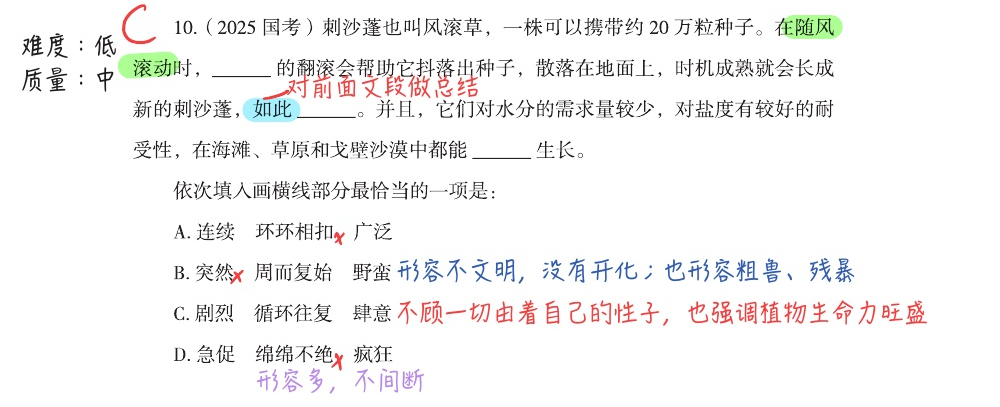 难度：低
质量：中
C
10.（2025 国考）刺沙蓬也叫风滚草，一株可以携带约 20 万粒种子。在随风
滚动时，______ 的翻滚会帮助它抖落出种子，散落在地面上，时机成熟就会长成
对前面文段做总结
新的刺沙蓬，如此 ______。并且，它们对水分的需求量较少，对盐度有较好的耐
受性，在海滩、草原和戈壁沙漠中都能 ______ 生长。
依次填入画横线部分最恰当的一项是：
A. 连续 环环相扣x 广泛
B. 突然x 周而复始 野蛮 形容不文明，没有开化；也形容粗鲁、残暴
C. 剧烈 循环往复 肆意 不顾一切由着自己的性子，也强调植物生命力旺盛
D. 急促 绵绵不绝x 疯狂
形容多，不间断